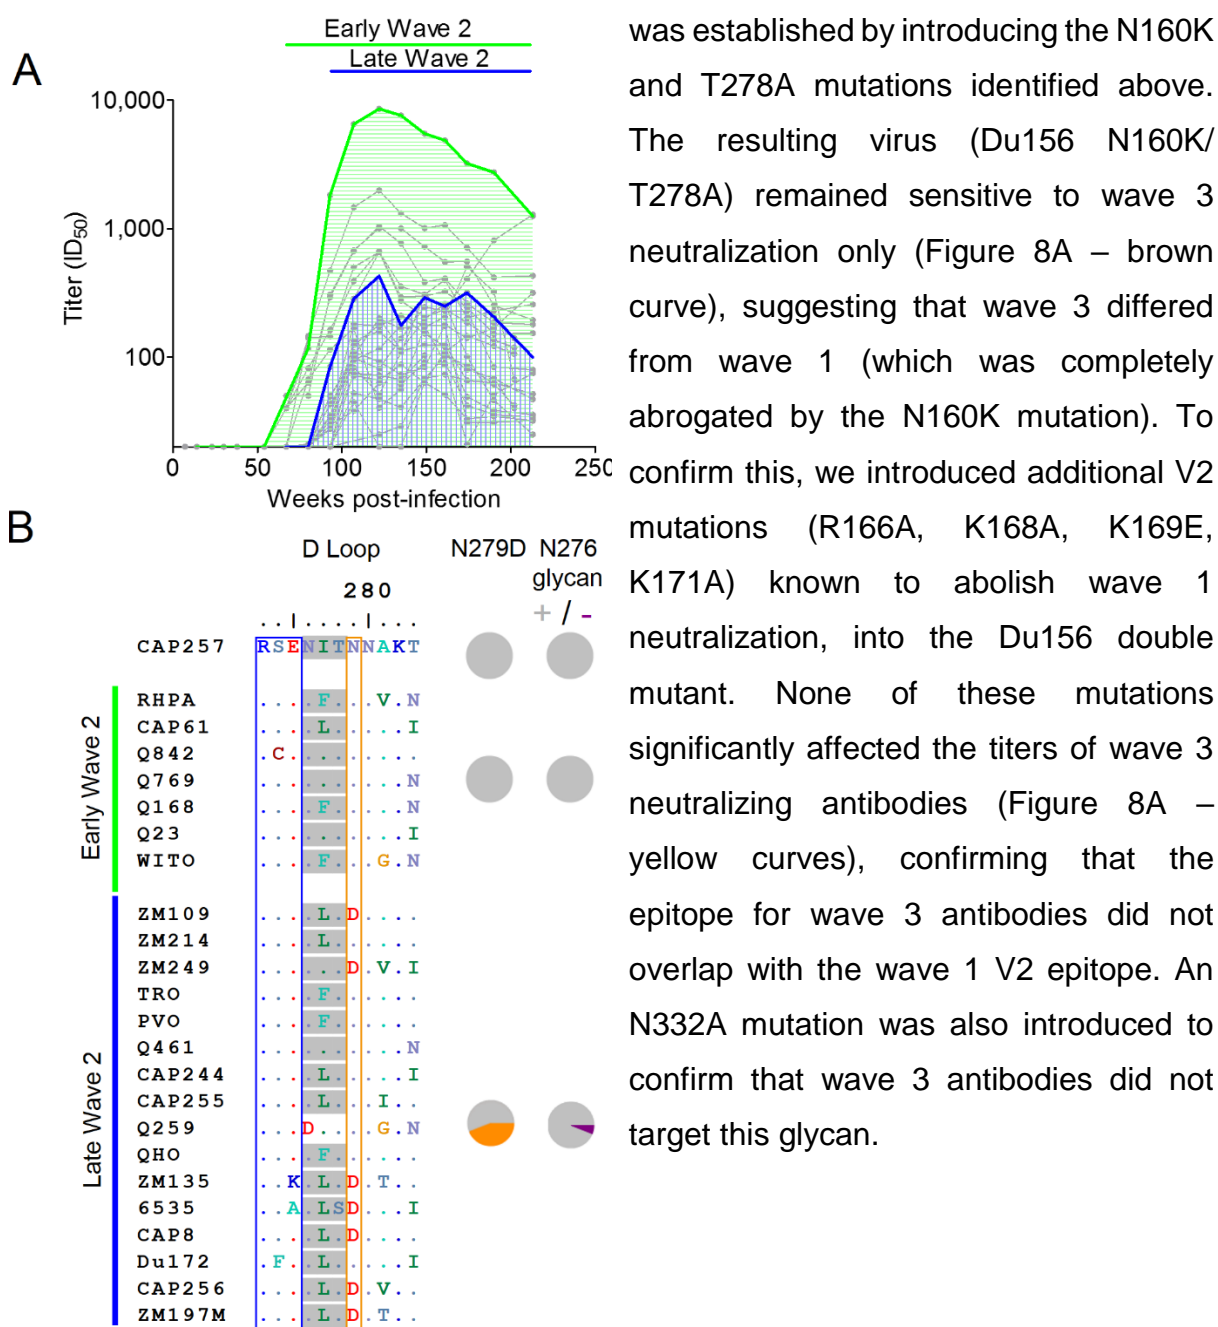 A
Early Wave 2
Late Wave 2
10,000
1,000
100
Titer (ID50)
0 50 100 150 200 250
Weeks post-infection
B
D Loop N279D N276
glycan
280 + / -
. . | . . . . | . . .
CAP257 RSENITNNAKT
RHPA ....F...V.N
CAP61 ....L.....I
Q842 .C.........
Q769 ..........N
Q168 ....F.....N
Q23 ..........I
WITO ....F...G.N
ZM109 ....L.D....
ZM214 ....L......
ZM249 ......D.V.I
TRO ....F......
PVO ....F......
Q461 ..........N
CAP244 ....L.....I
CAP255 ....L...I..
Q259 ...D....G.N
QHO ....F......
ZM135 ..K.L.D.T..
6535 ..A.LSD...I
CAP8 ....L.D....
Du172 .F..L.....I
CAP256 ....L.D.V..
ZM197M ....L.D.T..
Early Wave 2
Late Wave 2
was established by introducing the N160K
and T278A mutations identified above.
The resulting virus (Du156 N160K/
T278A) remained sensitive to wave 3
neutralization only (Figure 8A – brown
curve), suggesting that wave 3 differed
from wave 1 (which was completely
abrogated by the N160K mutation). To
confirm this, we introduced additional V2
mutations (R166A, K168A, K169E,
K171A) known to abolish wave 1
neutralization, into the Du156 double
mutant. None of these mutations
significantly affected the titers of wave 3
neutralizing antibodies (Figure 8A –
yellow curves), confirming that the
epitope for wave 3 antibodies did not
overlap with the wave 1 V2 epitope. An
N332A mutation was also introduced to
confirm that wave 3 antibodies did not
target this glycan.